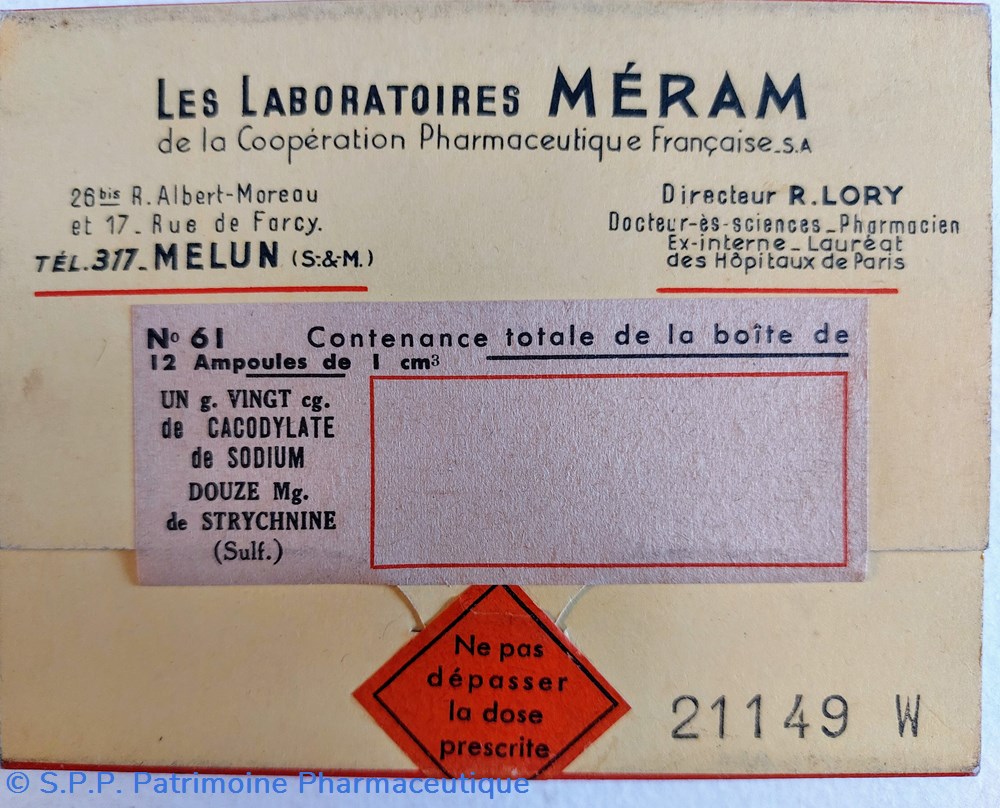 LES LABORATOIRES MÉRAM
de la Coopération Pharmaceutique Française_S.A
26bis R. Albert-Moreau
et 17_ Rue de Farcy.
TÉL.317_MELUN (S.&M.)
Directeur R.LORY
Docteur-ès-sciences_Pharmacien
Ex-interne_Lauréat
des Hôpitaux de Paris
No 61 Contenance totale de la boîte de
12 Ampoules de 1 cm3
UN g. VINGT cg.
de CACODYLATE
de SODIUM
DOUZE Mg.
de STRYCHNINE
(Sulf.)
Ne pas
dépasser
la dose
prescrite
21149 W
© S.P.P. Patrimoine Pharmaceutique